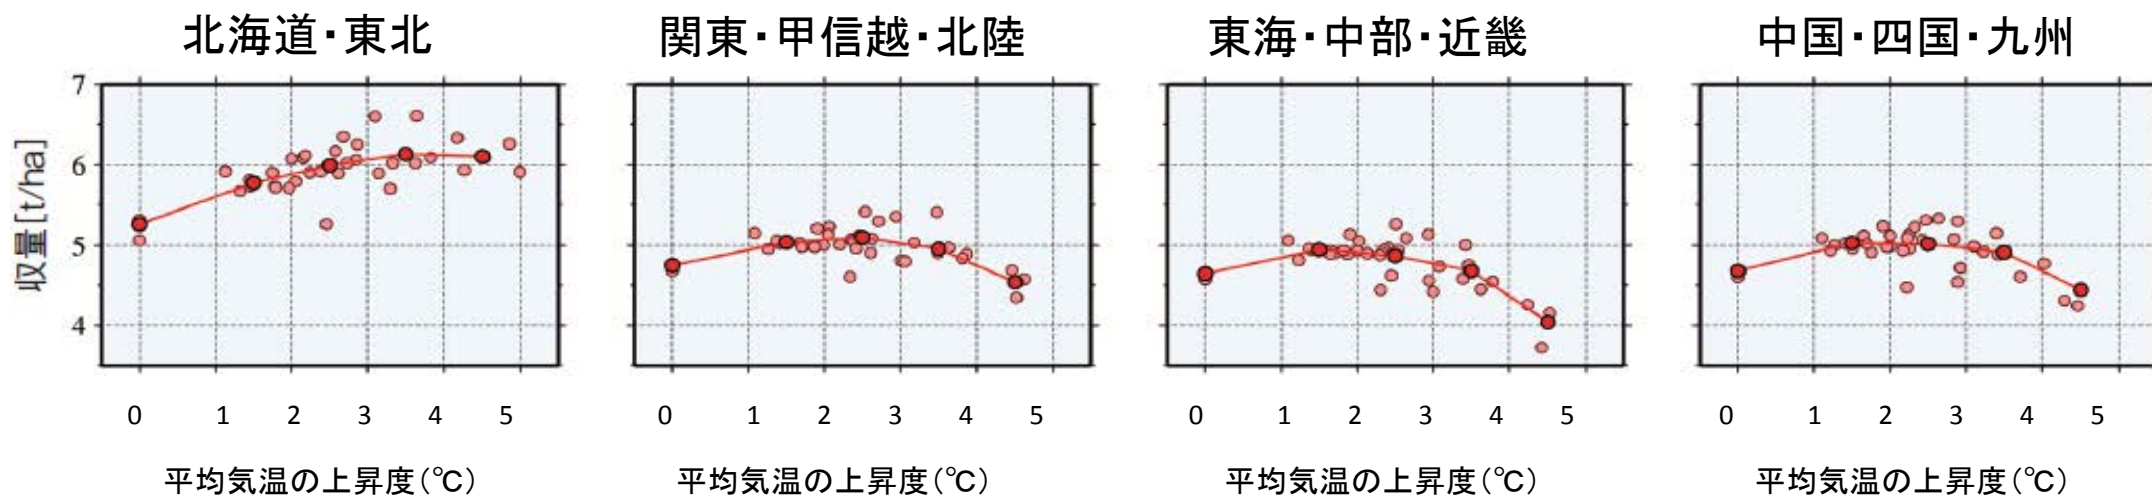 北海道・東北
関東・甲信越・北陸
東海・中部・近畿
中国・四国・九州
収量[t/ha]
7
6
5
4
0 1 2 3 4 5
0 1 2 3 4 5
0 1 2 3 4 5
0 1 2 3 4 5
平均気温の上昇度(℃)
平均気温の上昇度(℃)
平均気温の上昇度(℃)
平均気温の上昇度(℃)